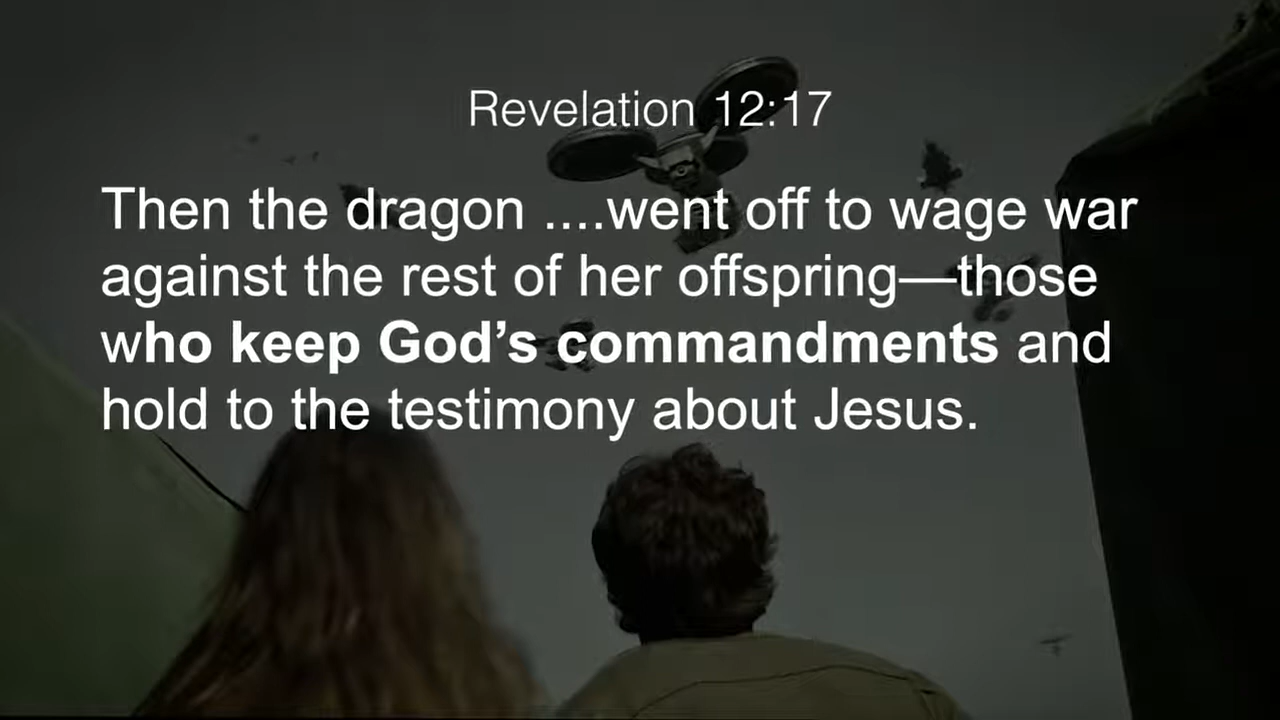 Revelation 12:17
Then the dragon ....went off to wage war
against the rest of her offspring—those
who keep God’s commandments and
hold to the testimony about Jesus.